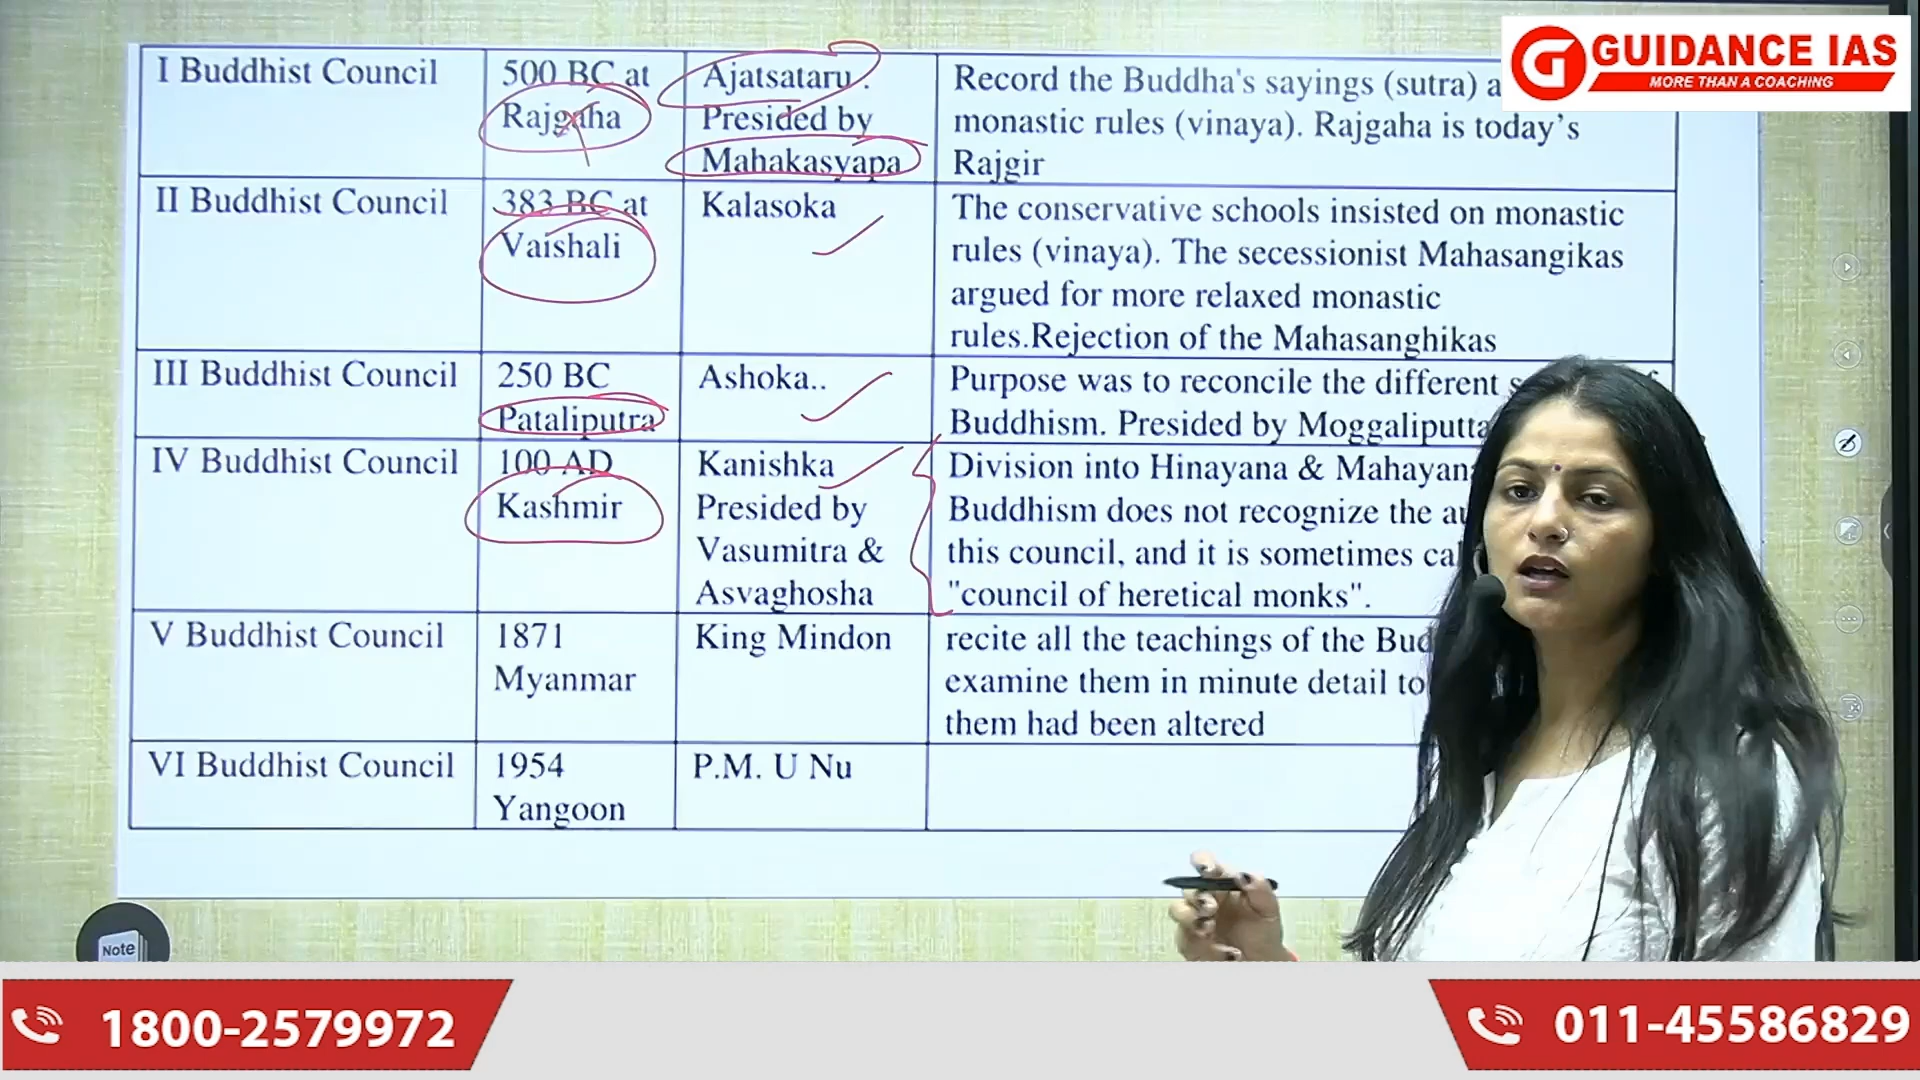 GUIDANCE IAS
MORE THAN A COACHING
I Buddhist Council
500 BC at
Rajgaha
Ajatsataru.
Presided by
Mahakasyapa
Record the Buddha's sayings (sutra)
monastic rules (vinaya). Rajgaha is today's
Rajgir
II Buddhist Council
383 BC at
Vaishali
Kalasoka
The conservative schools insisted on monastic
rules (vinaya). The secessionist Mahasangikas
argued for more relaxed monastic
rules.Rejection of the Mahasanghikas
III Buddhist Council
250 BC
Pataliputra
Ashoka..
Purpose was to reconcile the different
Buddhism. Presided by Moggaliputta
IV Buddhist Council
100 AD
Kashmir
Kanishka
Presided by
Vasumitra &
Asvaghosha
Division into Hinayana &
Buddhism does not recognize the
this council, and it is sometimes
"council of heretical monks".
V Buddhist Council
1871
Myanmar
King Mindon
recite all the teachings of the
examine them in minute detail to
them had been altered
VI Buddhist Council
1954
Yangoon
P.M. U Nu
Note
1800-2579972
011-45586829